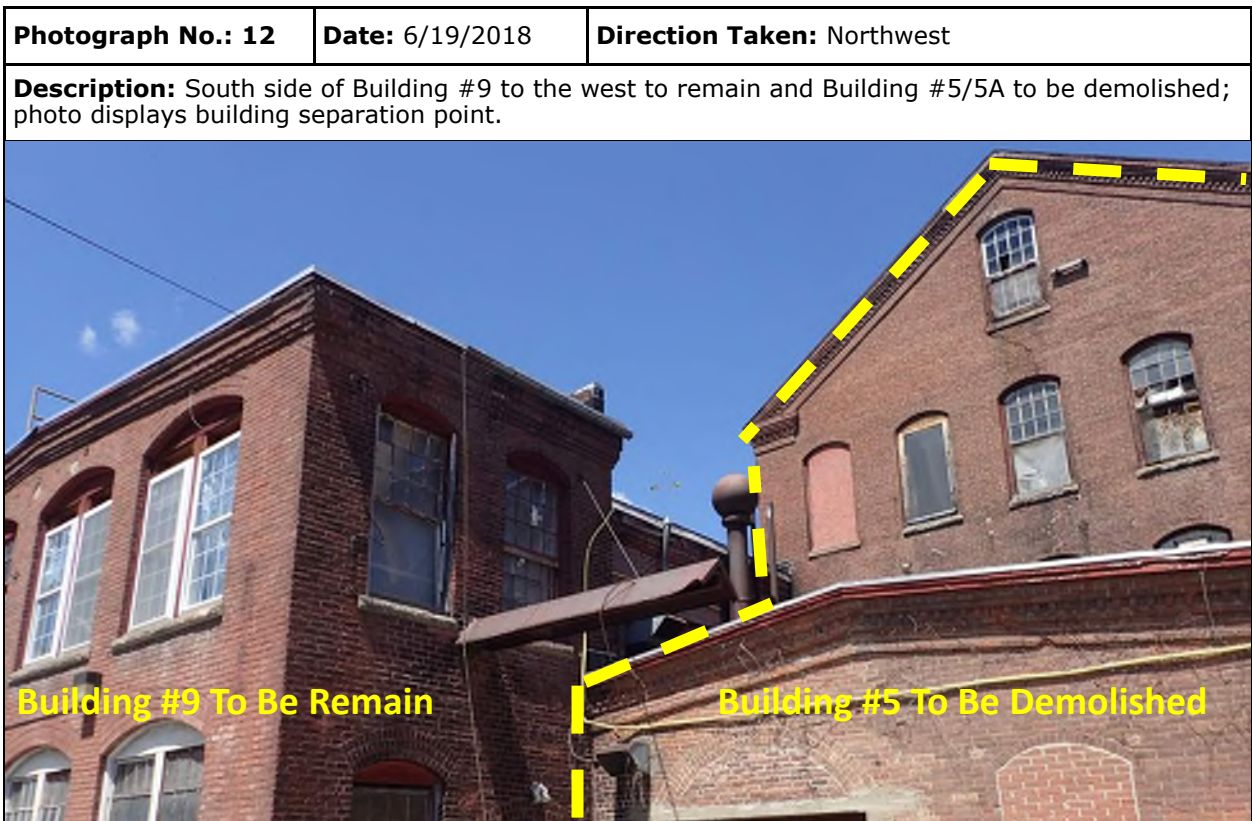 Photograph No.: 12 Date: 6/19/2018 Direction Taken: Northwest
Description: South side of Building #9 to the west to remain and Building #5/5A to be demolished;
photo displays building separation point.
Building #9 To Be Remain
Building #5 To Be Demolished